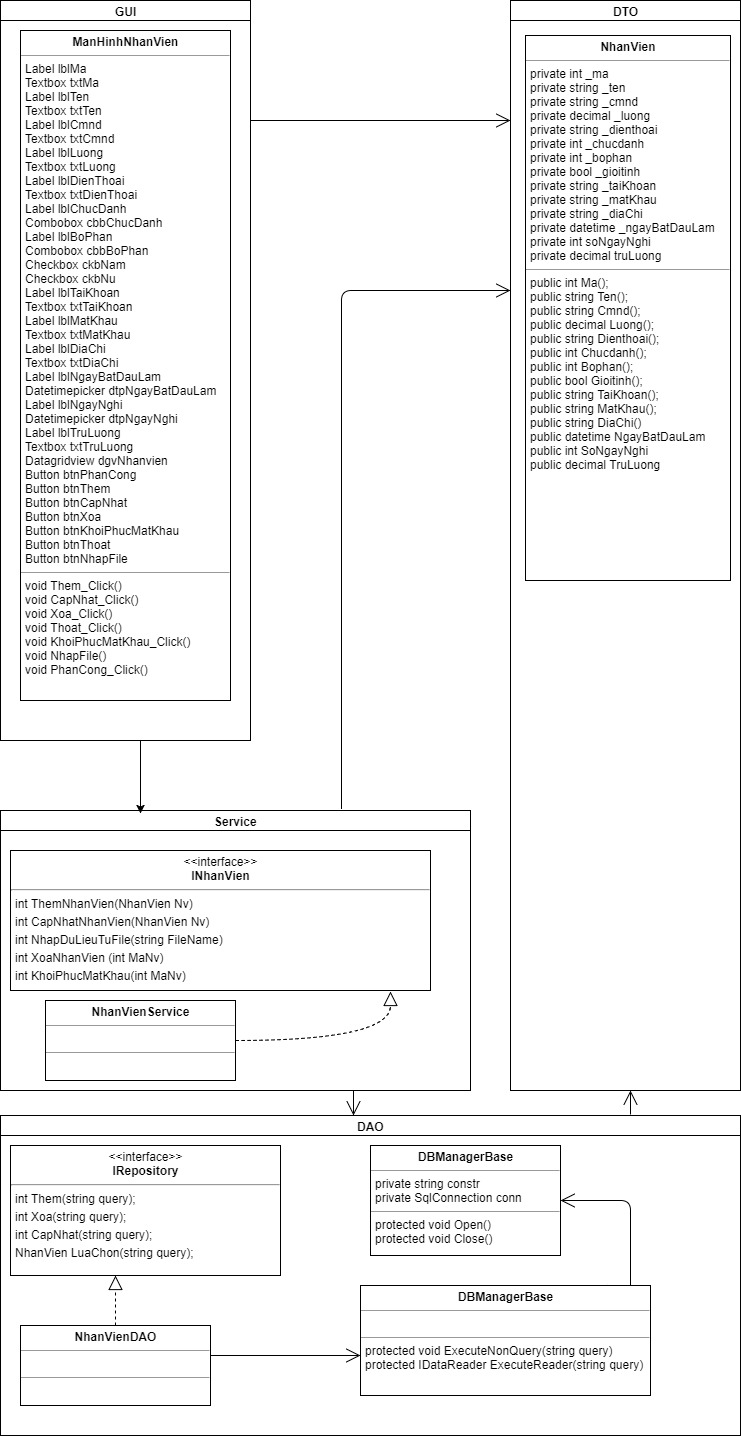 GUI
ManHinhNhanVien
Label lblMa
Textbox txtMa
Label lblTen
Textbox txtTen
Label lblCmnd
Textbox txtCmnd
Label lblLuong
Textbox txtLuong
Label lblDienThoai
Textbox txtDienThoai
Label lblChucDanh
Combobox cbbChucDanh
Label lblBoPhan
Combobox cbbBoPhan
Checkbox ckbNam
Checkbox ckbNu
Label lblTaiKhoan
Textbox txtTaiKhoan
Label lblMatKhau
Textbox txtMatKhau
Label lblDiaChi
Textbox txtDiaChi
Label lblNgayBatDauLam
Datetimepicker dtpNgayBatDauLam
Label lblNgayNghi
Datetimepicker dtpNgayNghi
Label lblTruLuong
Textbox txtTruLuong
Datagridview dgvNhanvien
Button btnPhanCong
Button btnThem
Button btnCapNhat
Button btnXoa
Button btnKhoiPhucMatKhau
Button btnThoat
Button btnNhapFile
void Them_Click()
void CapNhat_Click()
void Xoa_Click()
void Thoat_Click()
void KhoiPhucMatKhau_Click()
void NhapFile()
void PhanCong_Click()
DTO
NhanVien
private int _ma
private string _ten
private string _cmnd
private decimal _luong
private string _dienthoai
private int _chucdanh
private int _bophan
private bool _gioitinh
private string _taiKhoan
private string _matKhau
private string _diaChi
private datetime _ngayBatDauLam
private int soNgayNghi
private decimal truLuong
public int Ma();
public string Ten();
public string Cmnd();
public decimal Luong();
public string Dienthoai();
public int Chucdanh();
public int Bophan();
public bool Gioitinh();
public string TaiKhoan();
public string MatKhau();
public string DiaChi()
public datetime NgayBatDauLam
public int SoNgayNghi
public decimal TruLuong
Service
<<interface>>
INhanVien
int ThemNhanVien(NhanVien Nv)
int CapNhatNhanVien(NhanVien Nv)
int NhapDuLieuTuFile(string FileName)
int XoaNhanVien (int MaNv)
int KhoiPhucMatKhau(int MaNv)
NhanVienService
DAO
<<interface>>
IRepository
int Them(string query);
int Xoa(string query);
int CapNhat(string query);
NhanVien LuaChon(string query);
NhanVienDAO
DBManagerBase
private string constr
private SqlConnection conn
protected void Open()
protected void Close()
DBManagerBase
protected void ExecuteNonQuery(string query)
protected IDataReader ExecuteReader(string query)